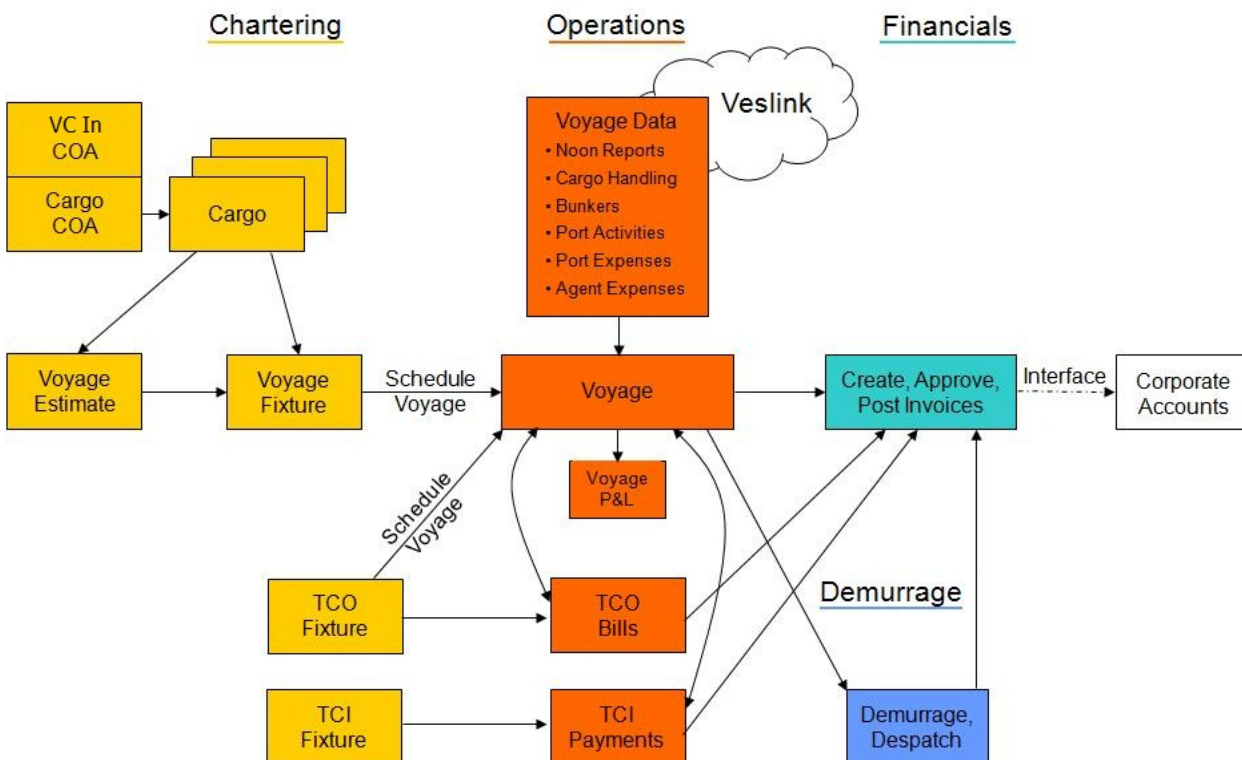 Chartering
Operations
Financials
Veslink
VC In
COA
Cargo
COA
Cargo
Voyage Data
• Noon Reports
• Cargo Handling
• Bunkers
• Port Activities
• Port Expenses
• Agent Expenses
Voyage
Estimate
Voyage
Fixture
Schedule
Voyage
Voyage
Create, Approve,
Post Invoices
Interface
Corporate
Accounts
Voyage
P&L
Schedule
Voyage
TCO
Fixture
TCO
Bills
Demurrage
TCI
Fixture
TCI
Payments
Demurrage,
Despatch